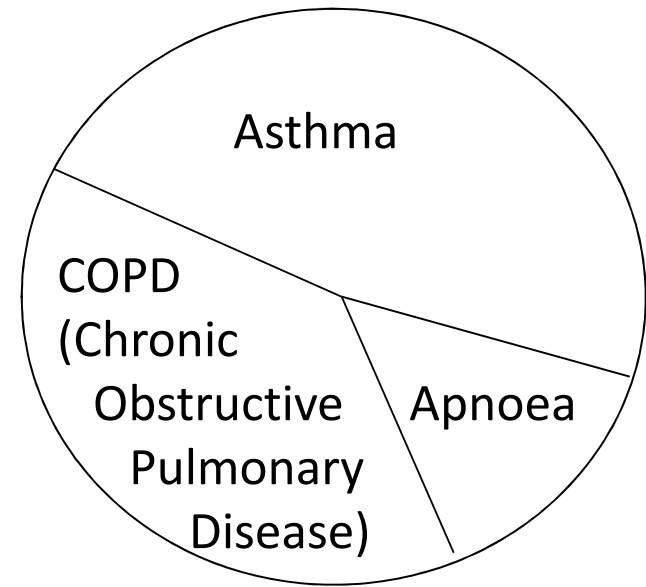 Asthma
COPD
(Chronic
Obstructive
Apnoea
Pulmonary
Disease)